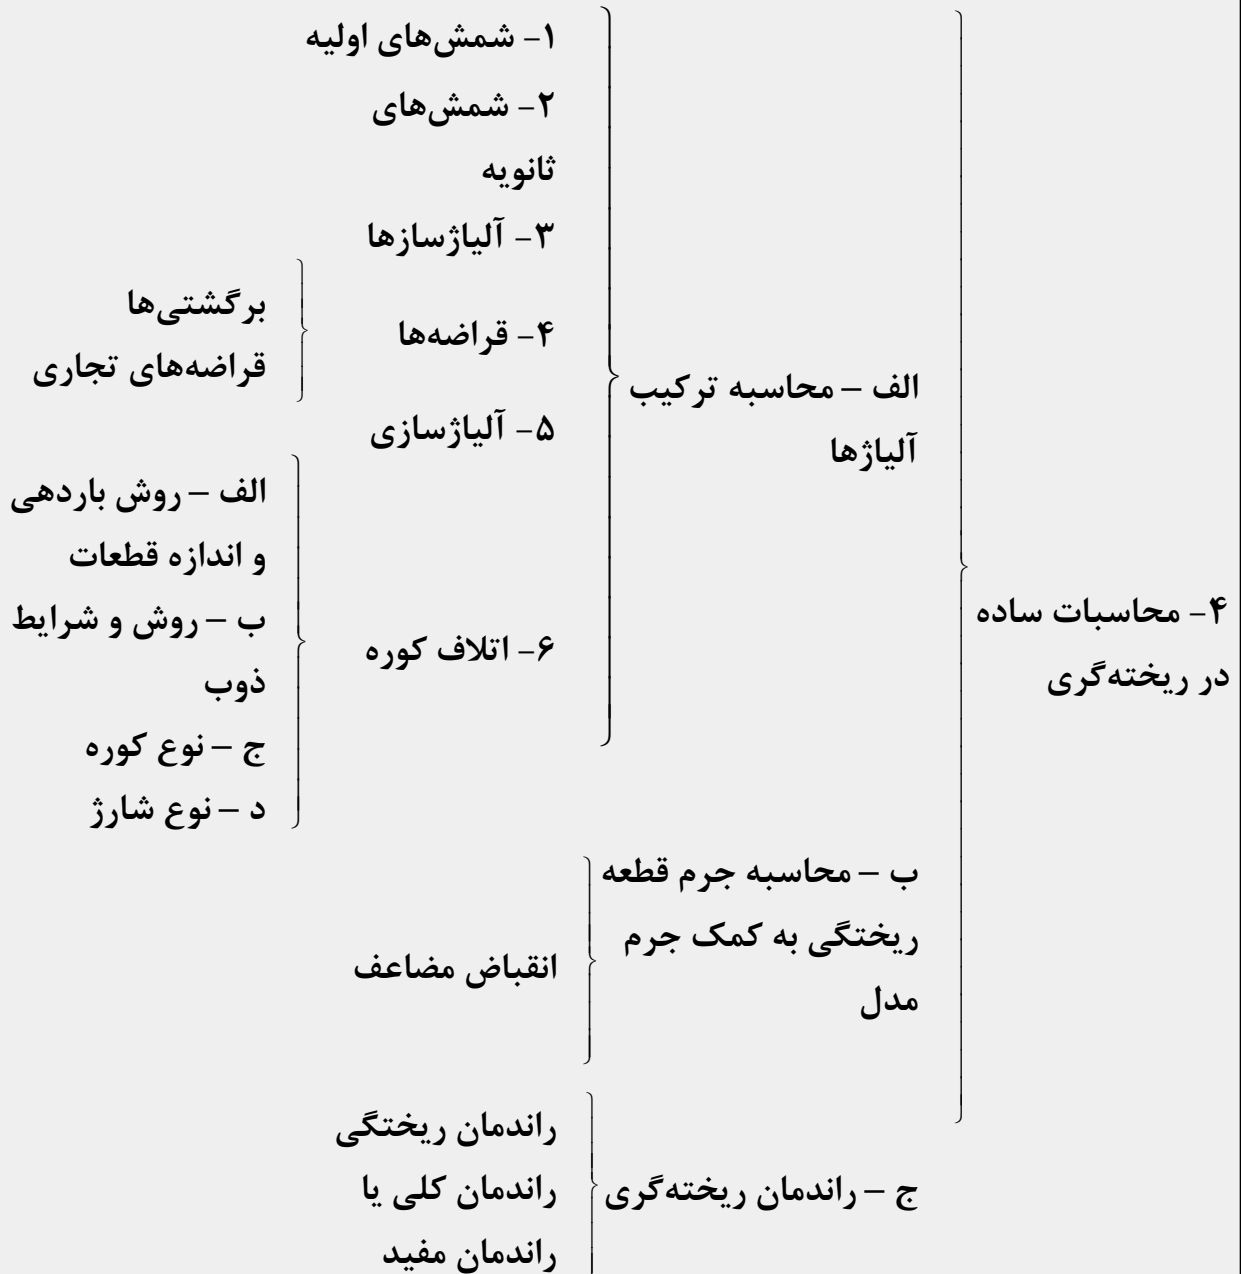 ۴- محاسبات ساده
در ریخته‌گری
الف – محاسبه ترکیب
آلیاژها
۱- شمش‌های اولیه
۲- شمش‌های
ثانویه
۳- آلیاژسازها
۴- قراضه‌ها
برگشتی‌ها
قراضه‌های تجاری
۵- آلیاژسازی
۶- اتلاف کوره
الف – روش باردهی
و اندازه قطعات
ب – روش و شرایط
ذوب
ج – نوع کوره
د – نوع شارژ
ب – محاسبه جرم قطعه
ریختگی به کمک جرم
مدل
انقباض مضاعف
ج – راندمان ریخته‌گری
راندمان ریختگی
راندمان کلی یا
راندمان مفید